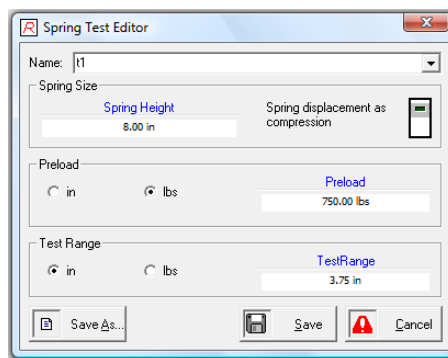 R Spring Test Editor
Name: t1
Spring Size
Spring Height
8.00 in
Spring displacement as
compression
Preload
in
lbs
Preload
750.00 lbs
Test Range
in
lbs
TestRange
3.75 in
Save As...
Save
Cancel